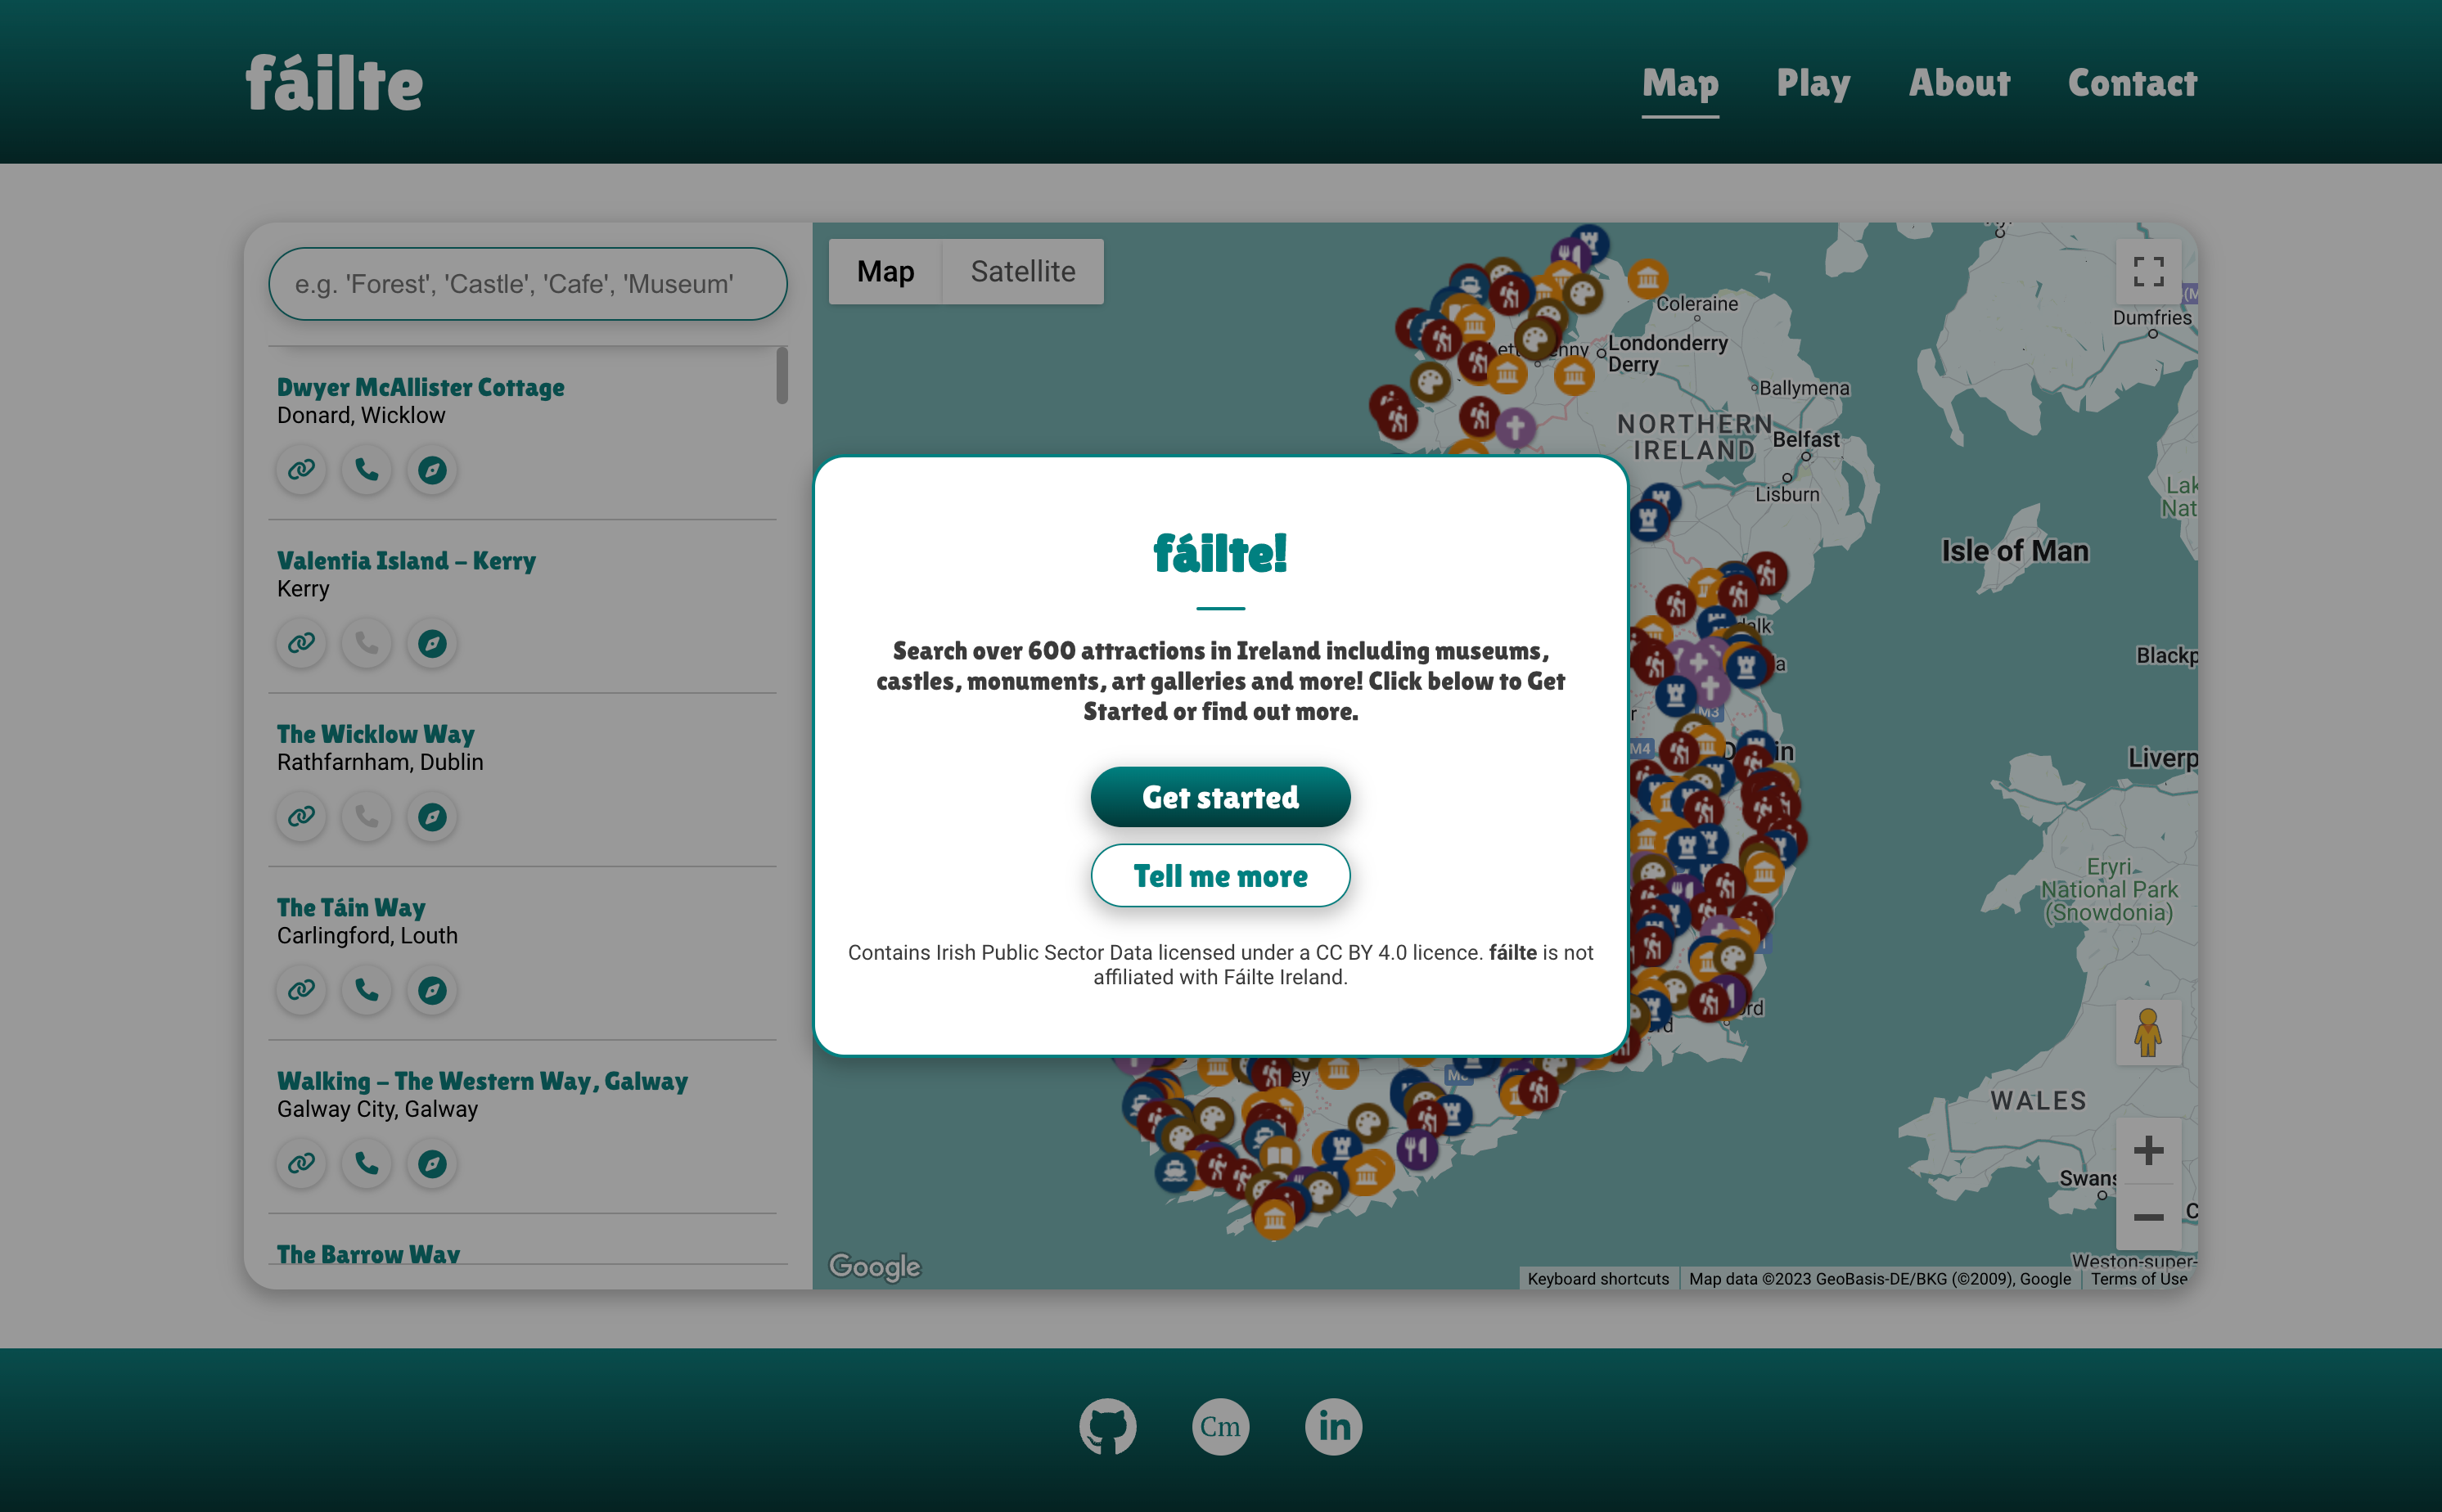 fáilte
Map Play About Contact
e.g. 'Forest', 'Castle', 'Cafe', 'Museum'
Dwyer McAllister Cottage
Donard, Wicklow
Valentia Island – Kerry
Kerry
The Wicklow Way
Rathfarnham, Dublin
The Táin Way
Carlingford, Louth
Walking – The Western Way, Galway
Galway City, Galway
The Barrow Way
Map Satellite
Coleraine
Londonderry
Derry
Ballymena
NORTHERN
IRELAND
Belfast
Lisburn
Dumfries
Isle of Man
M3
M4
Eryri
National Park
(Snowdonia)
WALES
Weston-super-
fáilte!
Search over 600 attractions in Ireland including museums,
castles, monuments, art galleries and more! Click below to Get
Started or find out more.
Get started
Tell me more
Contains Irish Public Sector Data licensed under a CC BY 4.0 licence. fáilte is not
affiliated with Fáilte Ireland.
Google
Keyboard shortcuts Map data ©2023 GeoBasis-DE/BKG (©2009), Google Terms of Use
Cm
in